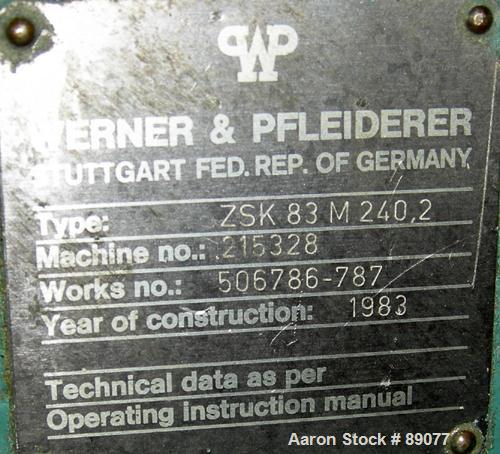 WP
WERNER & PFLEIDERER
STUTTGART FED. REP. OF GERMANY
Type: ZSK 83 M 240,2
Machine no.: 215328
Works no.: 506786-787
Year of construction: 1983
Technical data as per
Operating instruction manual
Aaron Stock # 89077